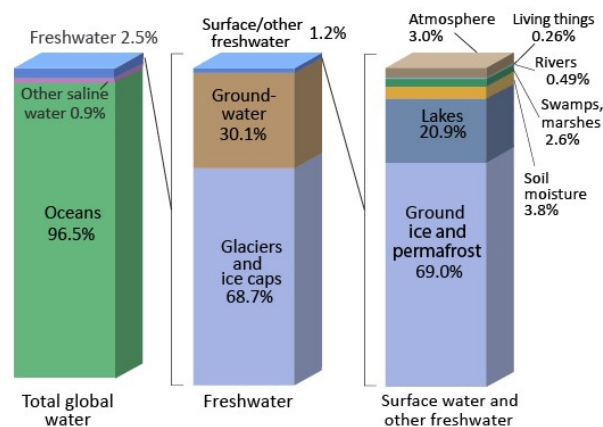 Freshwater 2.5%
Other saline
water 0.9%
Oceans
96.5%
Total global
water
Surface/other
freshwater
1.2%
Ground-
water
30.1%
Glaciers
and
ice caps
68.7%
Freshwater
Atmosphere
3.0%
Living things
0.26%
Rivers
0.49%
Swamps,
marshes
2.6%
Soil
moisture
3.8%
Lakes
20.9%
Ground
ice and
permafrost
69.0%
Surface water and
other freshwater